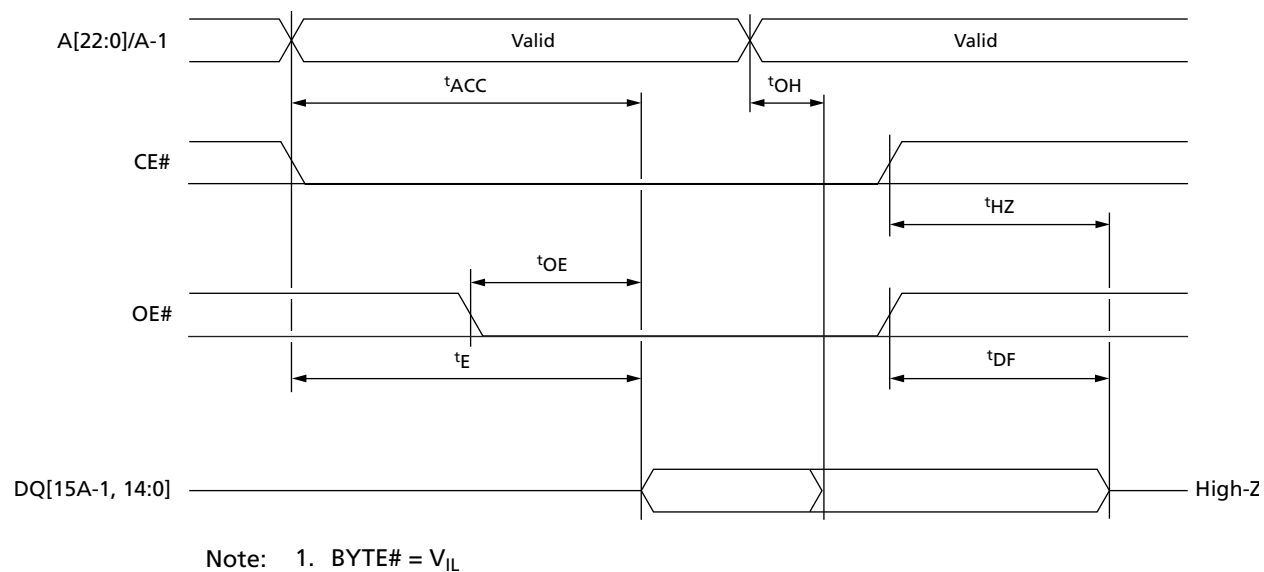 A[22:0]/A-1
Valid
Valid
tACC
tOH
CE#
tHZ
tOE
OE#
tE
tDF
DQ[15A-1, 14:0]
High-Z
Note: 1. BYTE# = VIL